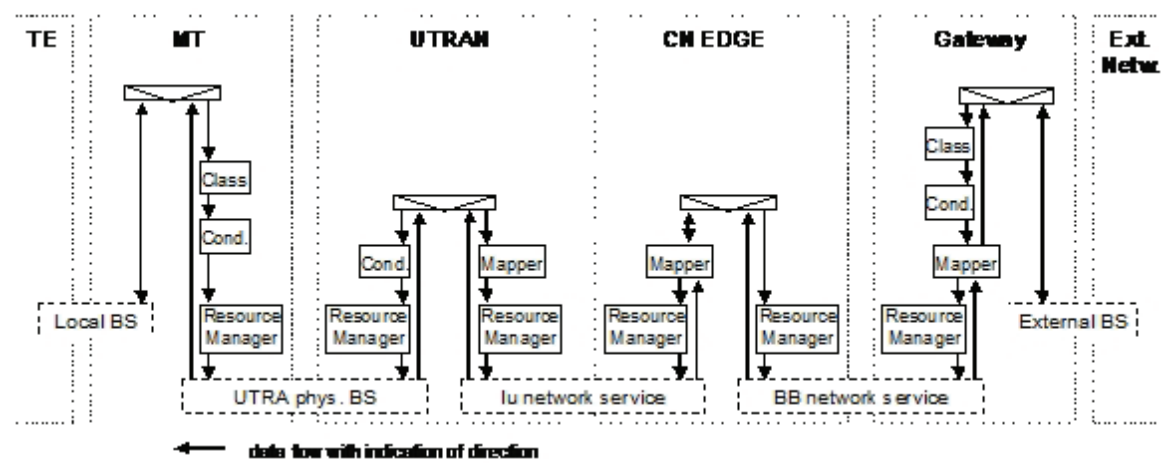 TE
MT
UTRAN
CN EDGE
Gateway
Ext.
Netw.
Class
Cond.
Class
Cond.
Cond.
Mapper
Mapper
Mapper
Local BS
Resource
Manager
Resource
Manager
Resource
Manager
Resource
Manager
Resource
Manager
Resource
Manager
External BS
UTRA phys. BS
Iu network service
BB network service
data flow with indication of direction